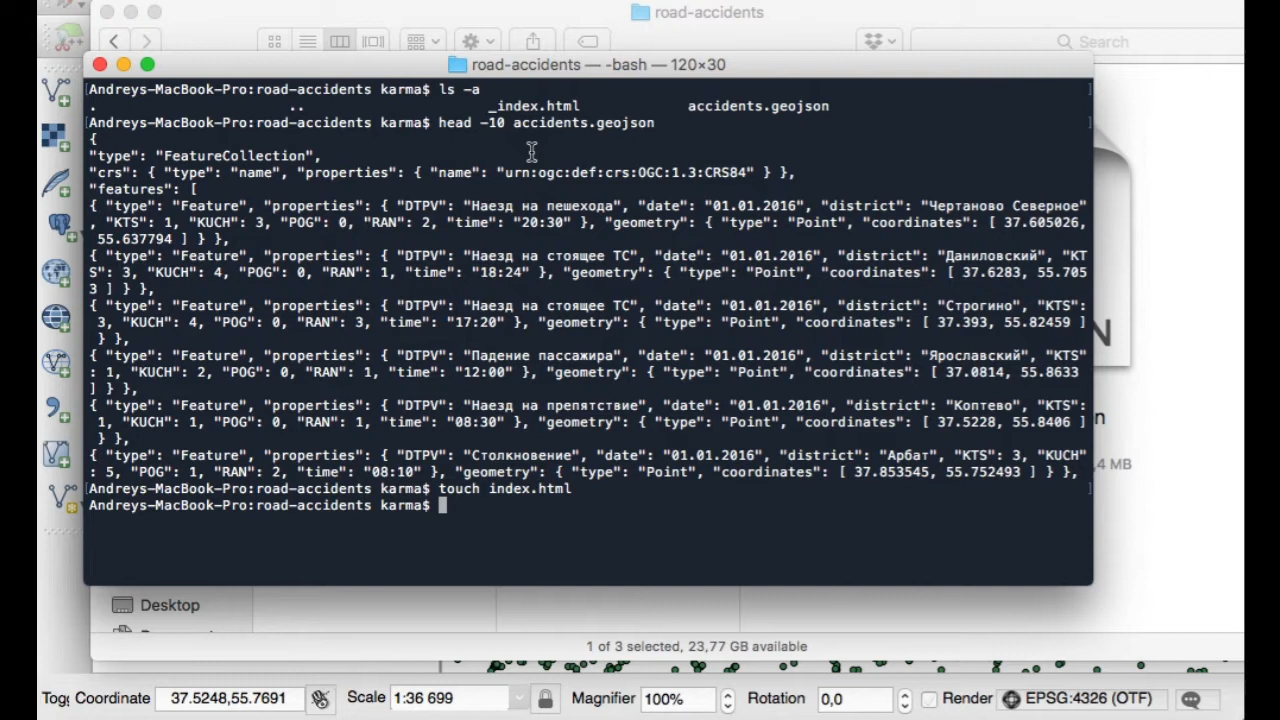 road-accidents
Search
road-accidents — -bash — 120×30
[Andreys-MacBook-Pro:road-accidents karma$ ls -a ]
. .. _index.html accidents.geojson
[Andreys-MacBook-Pro:road-accidents karma$ head -10 accidents.geojson ]
{
"type": "FeatureCollection",
"crs": { "type": "name", "properties": { "name": "urn:ogc:def:crs:OGC:1.3:CRS84" } },
"features": [
{ "type": "Feature", "properties": { "DTPV": "Наезд на пешехода", "date": "01.01.2016", "district": "Чертаново Северное"
, "KTS": 1, "KUCH": 3, "POG": 0, "RAN": 2, "time": "20:30" }, "geometry": { "type": "Point", "coordinates": [ 37.605026,
55.637794 ] } },
{ "type": "Feature", "properties": { "DTPV": "Наезд на стоящее ТС", "date": "01.01.2016", "district": "Даниловский", "KT
S": 3, "KUCH": 4, "POG": 0, "RAN": 1, "time": "18:24" }, "geometry": { "type": "Point", "coordinates": [ 37.6283, 55.705
3 ] } },
{ "type": "Feature", "properties": { "DTPV": "Наезд на стоящее ТС", "date": "01.01.2016", "district": "Строгино", "KTS":
3, "KUCH": 4, "POG": 0, "RAN": 3, "time": "17:20" }, "geometry": { "type": "Point", "coordinates": [ 37.393, 55.82459 ]
} },
{ "type": "Feature", "properties": { "DTPV": "Падение пассажира", "date": "01.01.2016", "district": "Ярославский", "KTS"
: 1, "KUCH": 2, "POG": 0, "RAN": 1, "time": "12:00" }, "geometry": { "type": "Point", "coordinates": [ 37.0814, 55.8633
] } },
{ "type": "Feature", "properties": { "DTPV": "Наезд на препятствие", "date": "01.01.2016", "district": "Коптево", "KTS":
1, "KUCH": 1, "POG": 0, "RAN": 1, "time": "08:30" }, "geometry": { "type": "Point", "coordinates": [ 37.5228, 55.8406 ]
} },
{ "type": "Feature", "properties": { "DTPV": "Столкновение", "date": "01.01.2016", "district": "Арбат", "KTS": 3, "KUCH"
: 5, "POG": 1, "RAN": 2, "time": "08:10" }, "geometry": { "type": "Point", "coordinates": [ 37.853545, 55.752493 ] } },
[Andreys-MacBook-Pro:road-accidents karma$ touch index.html ]
Andreys-MacBook-Pro:road-accidents karma$
N
n
,4 MB
Desktop
1 of 3 selected, 23,77 GB available
Togg Coordinate 37.5248,55.7691 Scale 1:36 699 Magnifier 100% Rotation 0,0 Render EPSG:4326 (OTF)